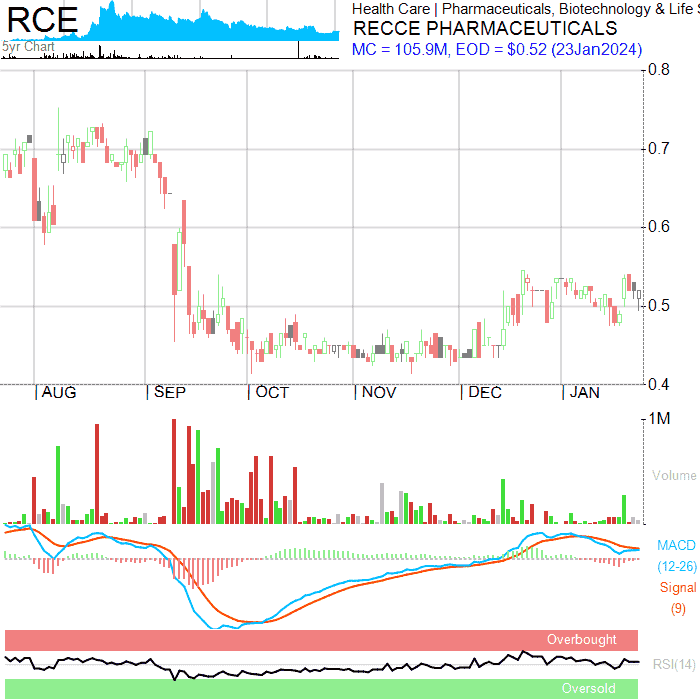 RCE
5yr Chart
Health Care | Pharmaceuticals, Biotechnology & Life S
RECCE PHARMACEUTICALS
MC = 105.9M, EOD = $0.52 (23Jan2024)
0.8
0.7
0.6
0.5
0.4
| AUG | SEP | OCT | NOV | DEC | JAN
1M
Volume
MACD
(12-26)
Signal
(9)
Overbought
RSI(14)
Oversold